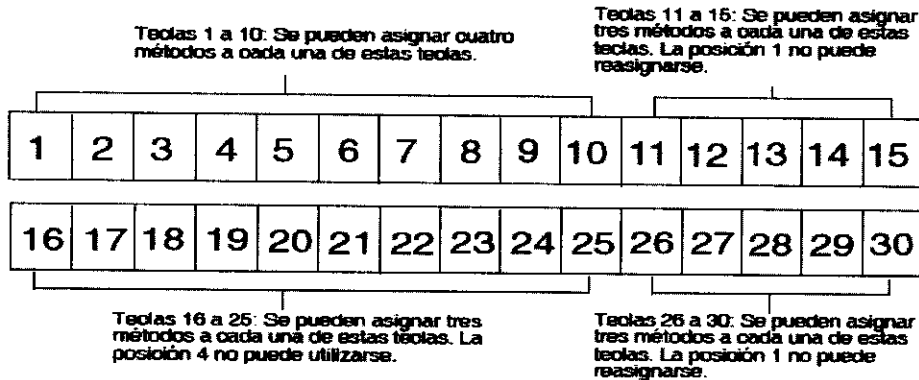 Teclas 1 a 10: Se pueden asignar cuatro
métodos a cada una de estas teclas.
Teclas 11 a 15: Se pueden asignar
tres métodos a cada una de estas
teclas. La posición 1 no puede
reasignarse.
1 2 3 4 5 6 7 8 9 10 11 12 13 14 15
16 17 18 19 20 21 22 23 24 25 26 27 28 29 30
Teclas 16 a 25: Se pueden asignar tres
métodos a cada una de estas teclas. La
posición 4 no puede utilizarse.
Teclas 26 a 30: Se pueden asignar
tres métodos a cada una de estas
teclas. La posición 1 no puede
reasignarse.